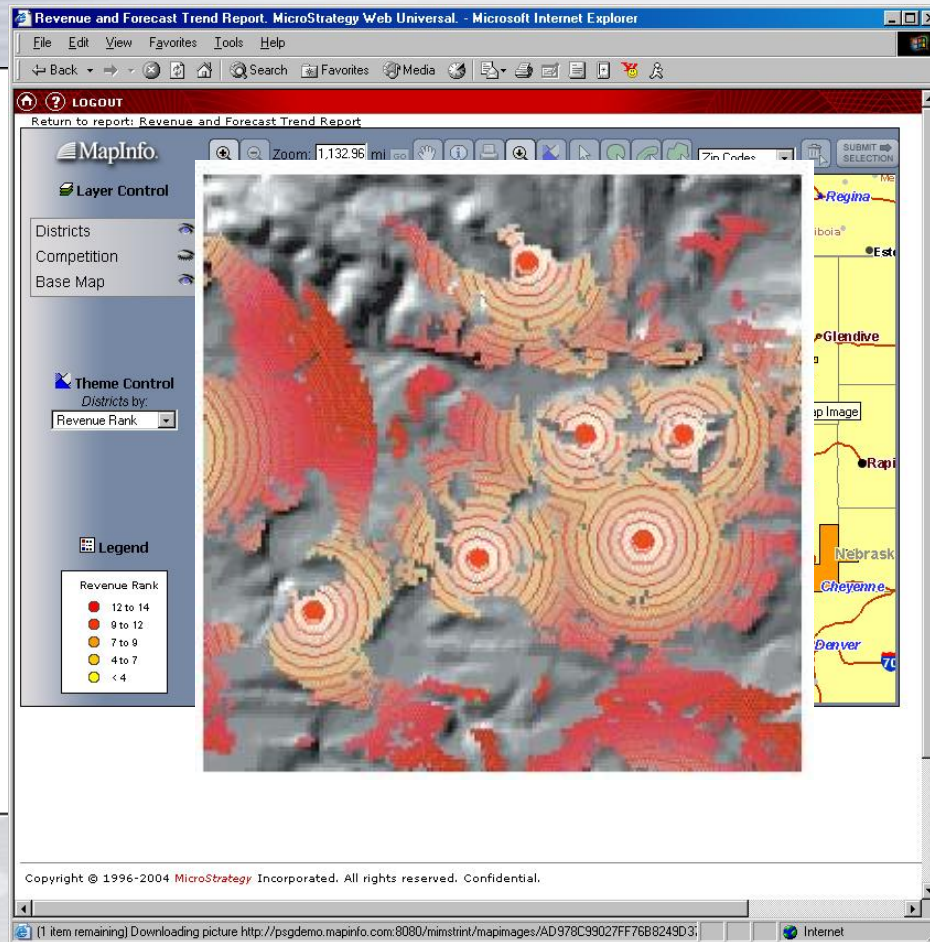 Revenue and Forecast Trend Report. MicroStrategy Web Universal. - Microsoft Internet Explorer
File Edit View Favorites Tools Help
Back Search Favorites Media
LOGOUT
Return to report: Revenue and Forecast Trend Report
MapInfo. Zoom: 1,132.96 mi GO Zip Codes SUBMIT SELECTION
Layer Control
Districts
Competition
Base Map
Theme Control
Districts by:
Revenue Rank
Legend
Revenue Rank
12 to 14
9 to 12
7 to 9
4 to 7
< 4
Regina
Glendive
Map Image
Cheyenne
Denver
70
Copyright © 1996-2004 MicroStrategy Incorporated. All rights reserved. Confidential.
(1 item remaining) Downloading picture http://psgdemo.mapinfo.com:8080/mimstrint/mapimages/AD978C99027FF76B8249D3 Internet